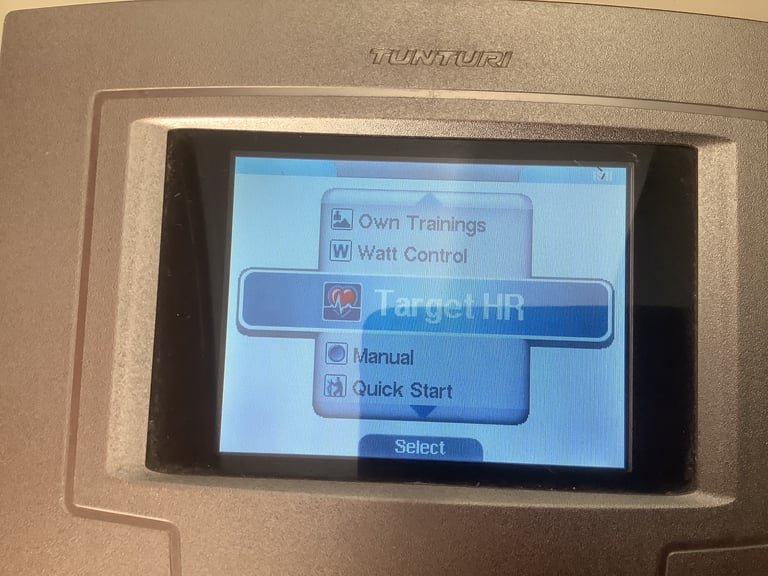 TUNTURI
Own Trainings
W Watt Control
Target HR
Manual
Quick Start
Select